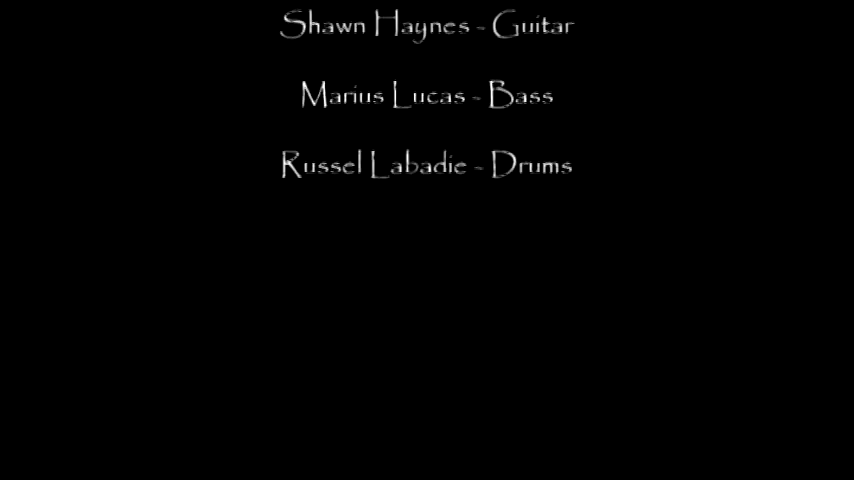 Shawn Haynes - Guitar
Marius Lucas - Bass
Russel Labadie - Drums